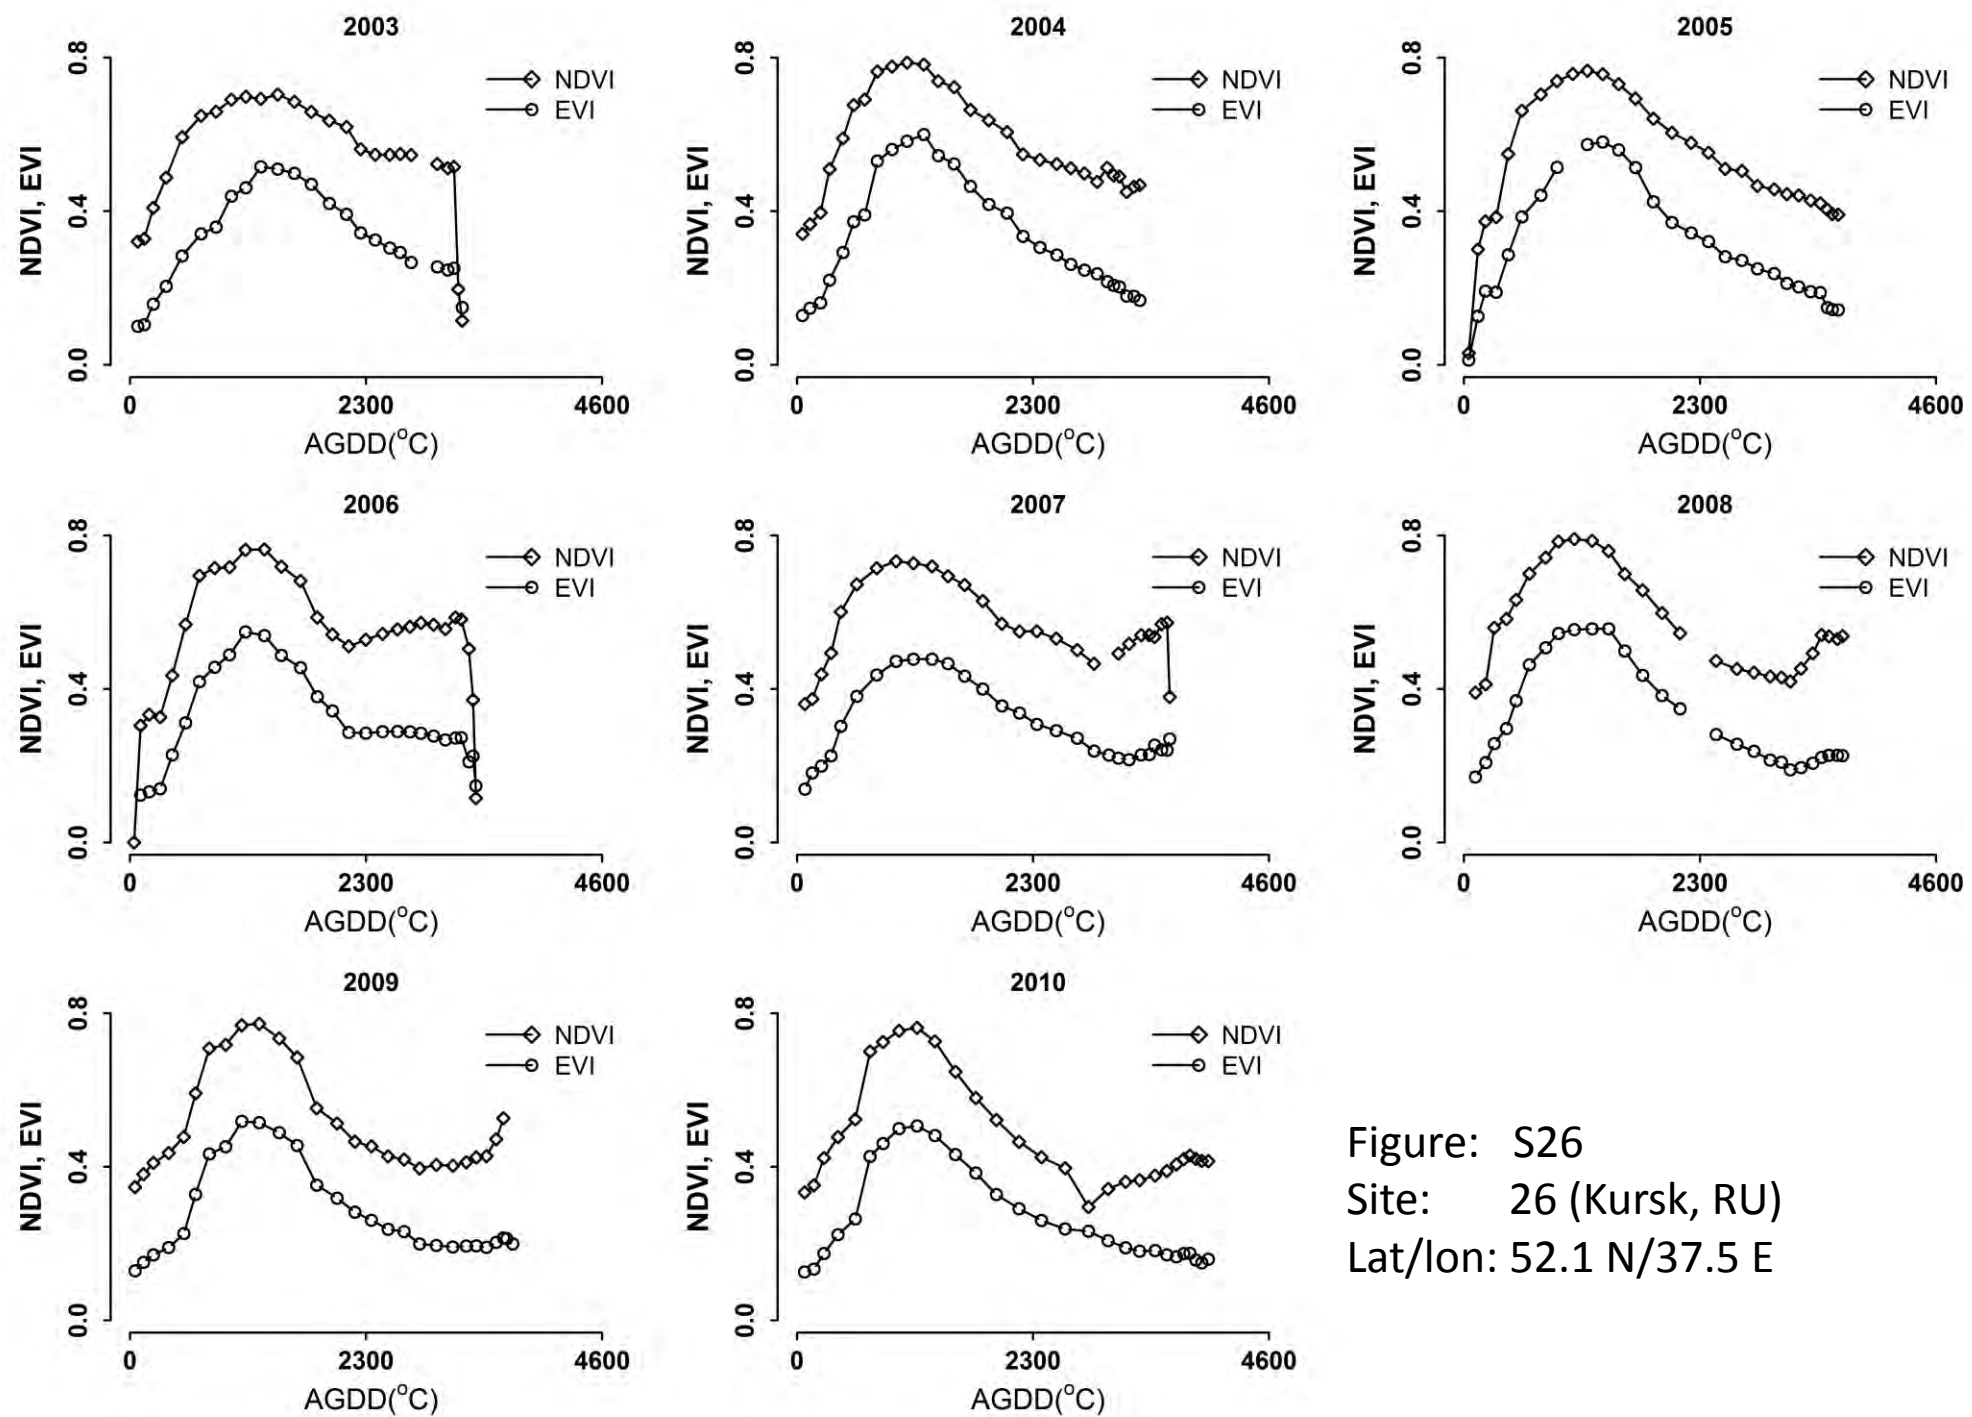 2003
NDVI, EVI
0.8
0.4
0.0
NDVI
EVI
0 2300 4600
AGDD(°C)
2004
NDVI, EVI
0.8
0.4
0.0
NDVI
EVI
0 2300 4600
AGDD(°C)
2005
NDVI, EVI
0.8
0.4
0.0
NDVI
EVI
0 2300 4600
AGDD(°C)
2006
NDVI, EVI
0.8
0.4
0.0
NDVI
EVI
0 2300 4600
AGDD(°C)
2007
NDVI, EVI
0.8
0.4
0.0
NDVI
EVI
0 2300 4600
AGDD(°C)
2008
NDVI, EVI
0.8
0.4
0.0
NDVI
EVI
0 2300 4600
AGDD(°C)
2009
NDVI, EVI
0.8
0.4
0.0
NDVI
EVI
0 2300 4600
AGDD(°C)
2010
NDVI, EVI
0.8
0.4
0.0
NDVI
EVI
0 2300 4600
AGDD(°C)
Figure: S26
Site: 26 (Kursk, RU)
Lat/lon: 52.1 N/37.5 E